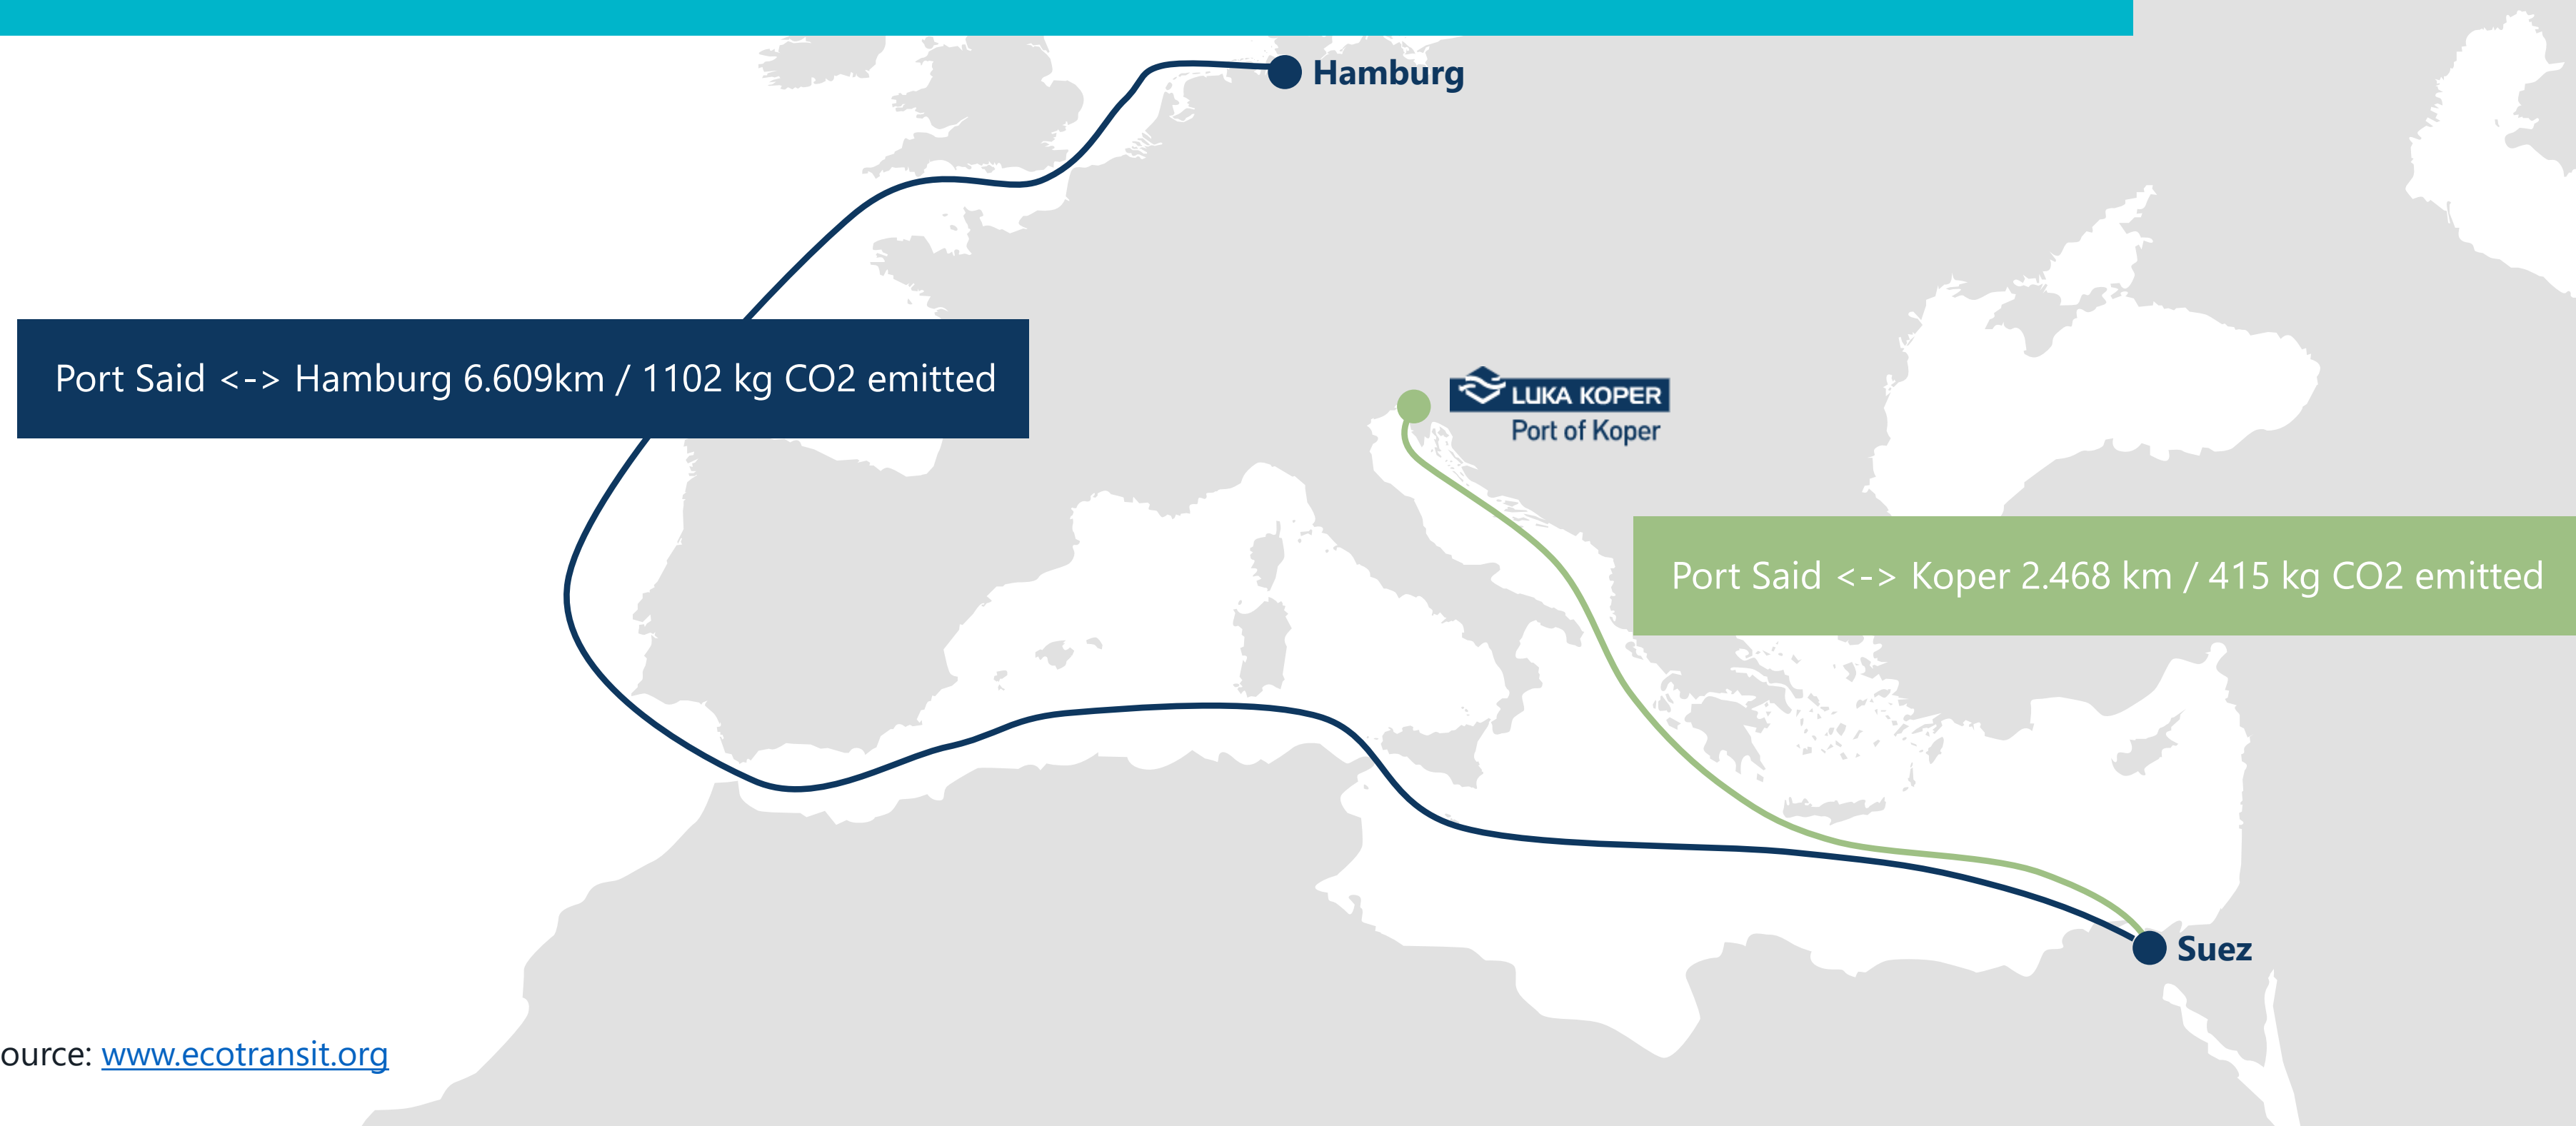 Hamburg
Port Said <-> Hamburg 6.609km / 1102 kg CO2 emitted
LUKA KOPER
Port of Koper
Port Said <-> Koper 2.468 km / 415 kg CO2 emitted
Suez
ource: www.ecotransit.org